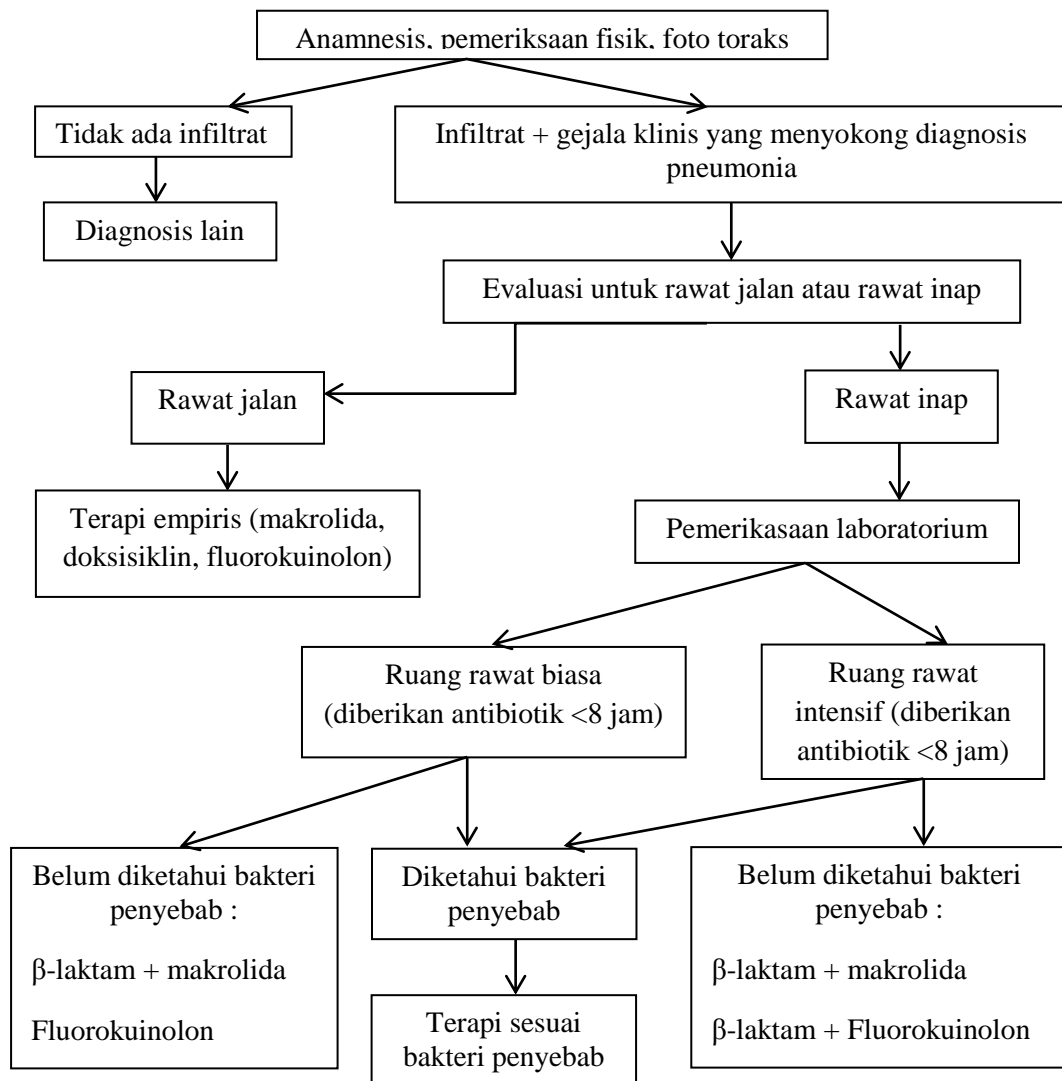 Anamnesis, pemeriksaan fisik, foto toraks
Tidak ada infiltrat
Infiltrat + gejala klinis yang menyokong diagnosis
pneumonia
Diagnosis lain
Evaluasi untuk rawat jalan atau rawat inap
Rawat jalan
Rawat inap
Terapi empiris (makrolida,
doksisiklin, fluorokuinolon)
Pemerikasaan laboratorium
Ruang rawat biasa
(diberikan antibiotik <8 jam)
Ruang rawat
intensif (diberikan
antibiotik <8 jam)
Belum diketahui bakteri
penyebab :
β-laktam + makrolida
Fluorokuinolon
Diketahui bakteri
penyebab
Terapi sesuai
bakteri penyebab
Belum diketahui bakteri
penyebab :
β-laktam + makrolida
β-laktam + Fluorokuinolon